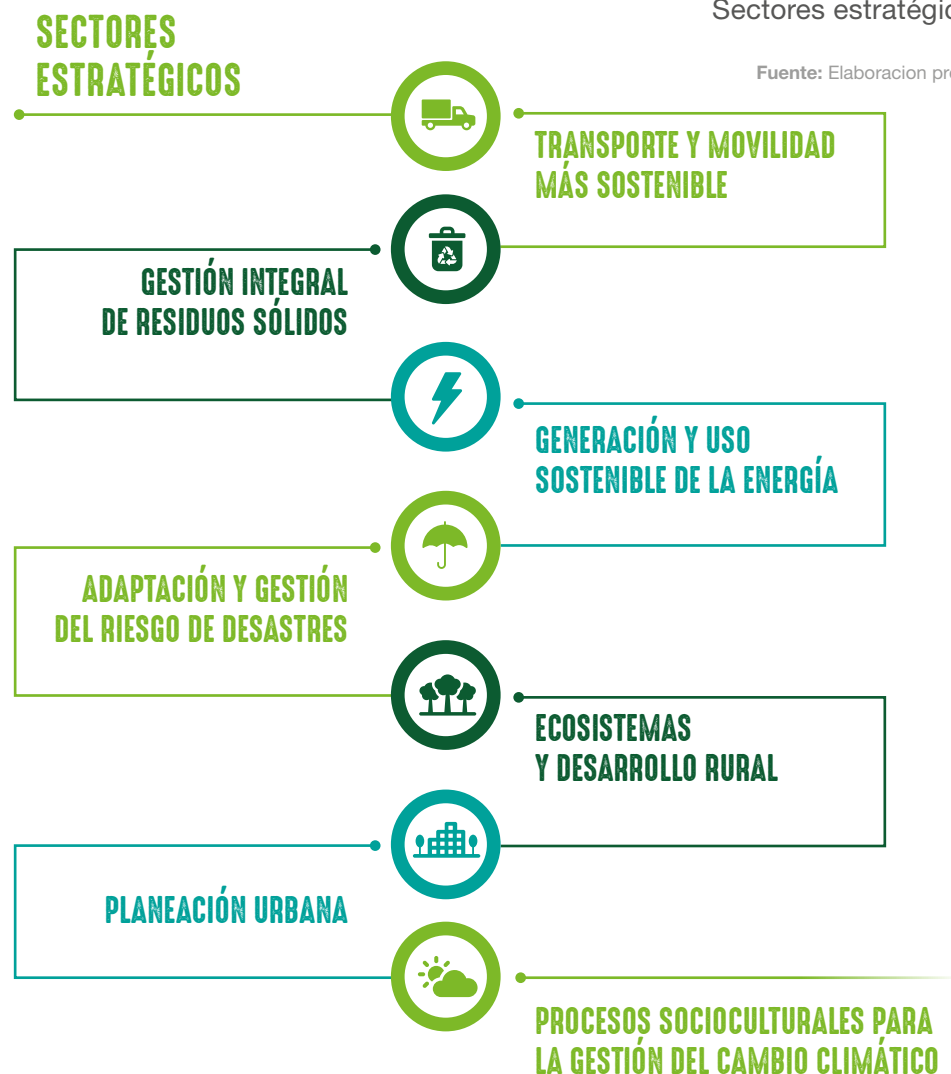 Sectores
SECTORES
ESTRATÉGICOS
Fuente: Elaboracion
TRANSPORTE Y MOVILIDAD
MÁS SOSTENIBLE
GESTIÓN INTEGRAL
DE RESIDUOS SÓLIDOS
GENERACIÓN Y USO
SOSTENIBLE DE LA ENERGÍA
ADAPTACIÓN Y GESTIÓN
DEL RIESGO DE DESASTRES
ECOSISTEMAS
Y DESARROLLO RURAL
PLANEACIÓN URBANA
PROCESOS SOCIOCULTURALES PARA
LA GESTIÓN DEL CAMBIO CLIMÁTICO